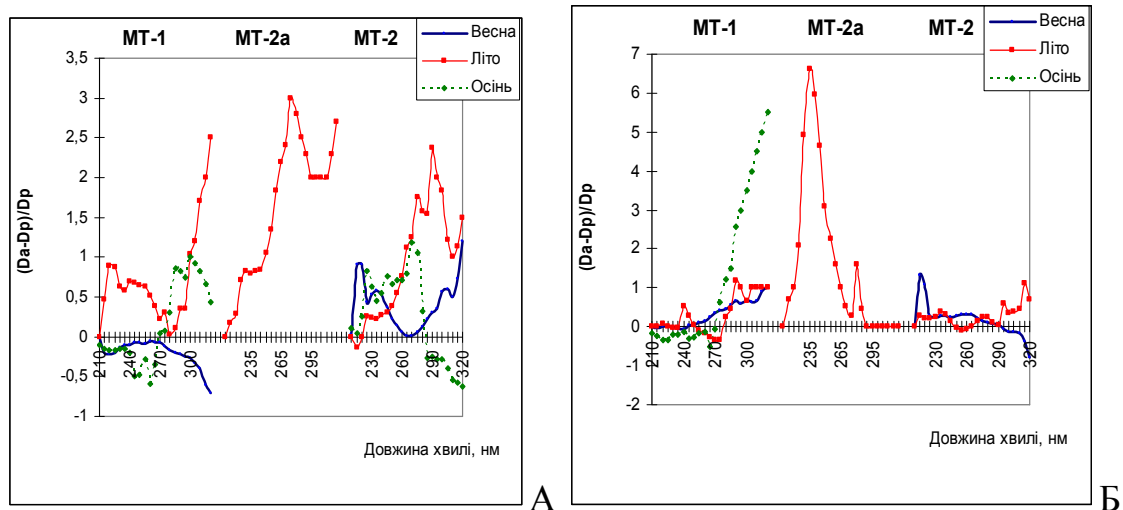 МТ-1 МТ-2а МТ-2
Весна
Літо
Осінь
3,5
3
2,5
2
1,5
1
0,5
0
-0,5
-1
(Da-Dp)/Dp
210 240 270 300 235 265 295 230 260 290 320
Довжина хвилі, нм
А
МТ-1 МТ-2а МТ-2
Весна
Літо
Осінь
7
6
5
4
3
2
1
0
-1
-2
(Da-Dp)/Dp
210 240 270 300 235 265 295 230 260 290 320
Довжина хвилі, нм
Б